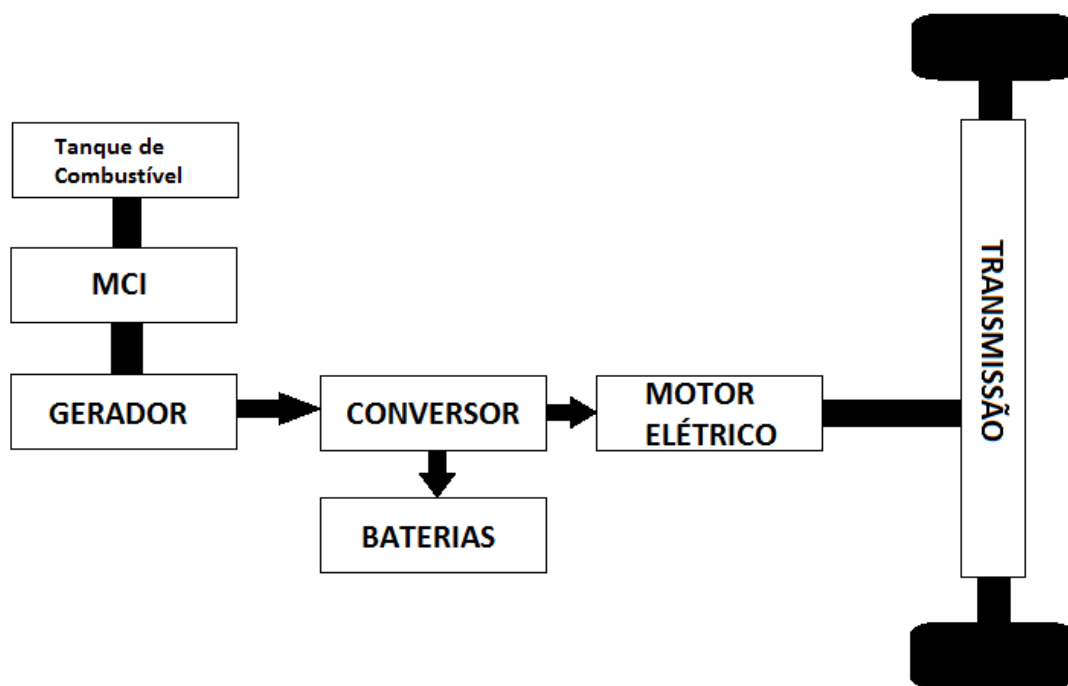 Tanque de
Combustível
MCI
GERADOR
CONVERSOR
MOTOR
ELÉTRICO
BATERIAS
TRANSMISSÃO